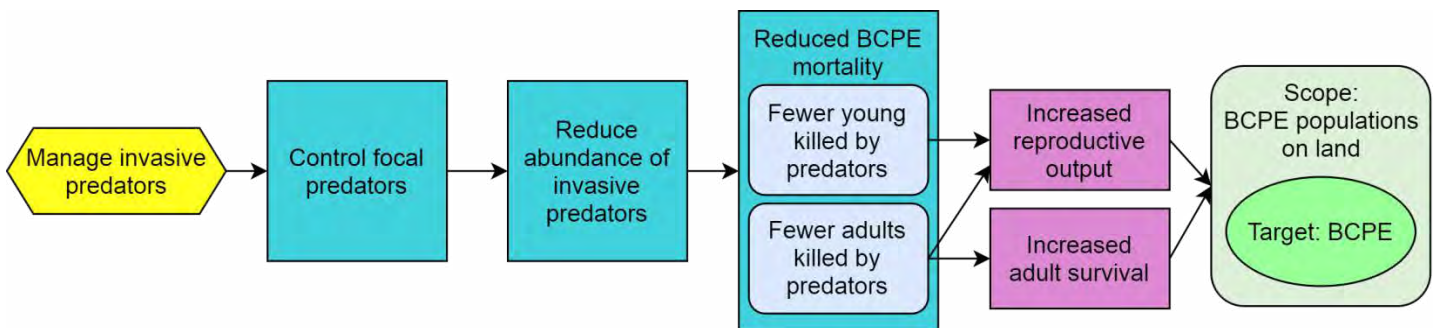 Manage invasive
predators
Control focal
predators
Reduce
abundance of
invasive
predators
Reduced BCPE
mortality
Fewer young
killed by
predators
Fewer adults
killed by
predators
Increased
reproductive
output
Increased
adult survival
Scope:
BCPE populations
on land
Target: BCPE